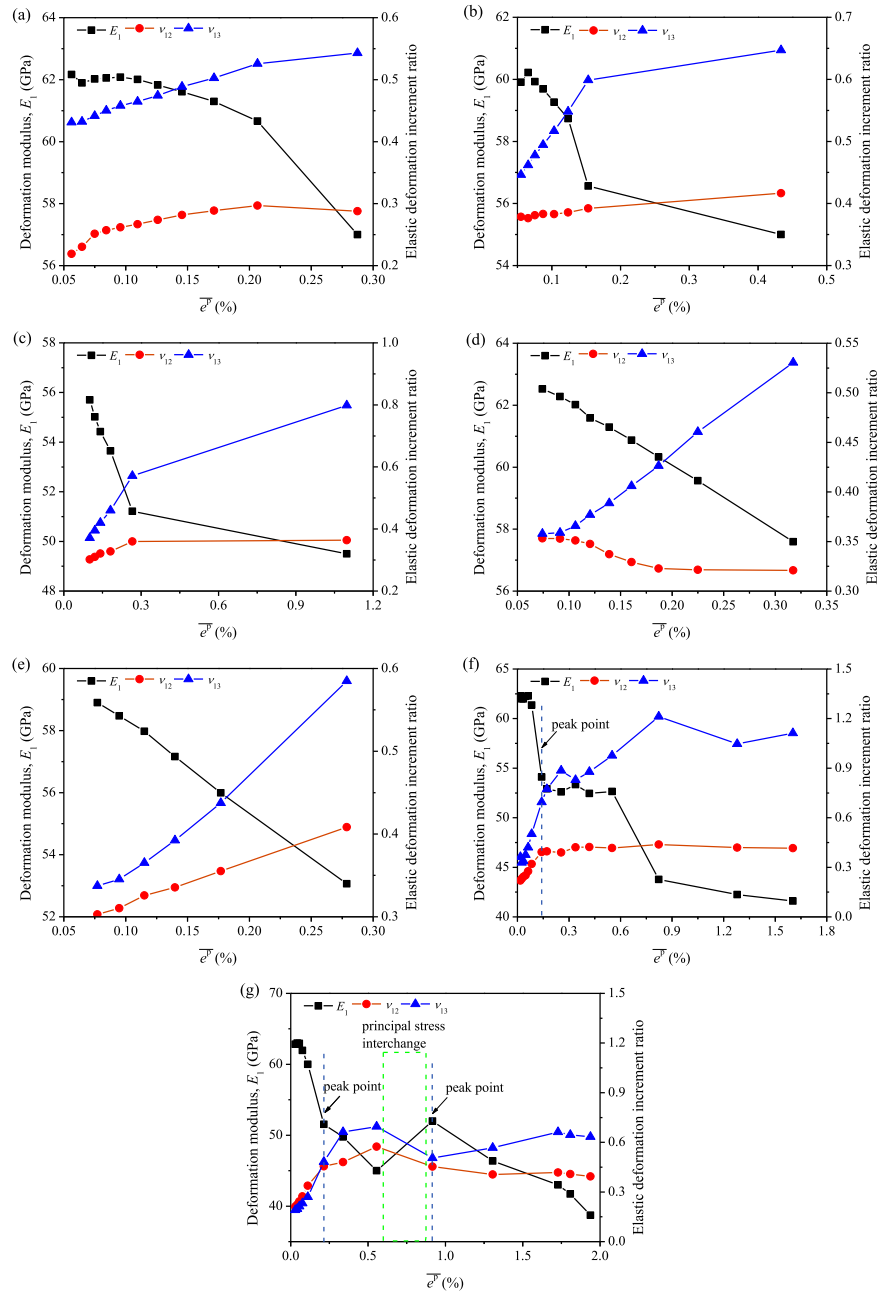 (a)
E1 ν12 ν13
Deformation modulus, E1 (GPa)
64
62
60
58
56
0.6
0.5
0.4
0.3
0.2
Elastic deformation increment ratio
0.05 0.10 0.15 0.20 0.25 0.30
e^p (%)
(b)
E1 ν12 ν13
Deformation modulus, E1 (GPa)
62
60
58
56
54
0.7
0.6
0.5
0.4
0.3
Elastic deformation increment ratio
0.1 0.2 0.3 0.4 0.5
e^p (%)
(c)
E1 ν12 ν13
Deformation modulus, E1 (GPa)
58
56
54
52
50
48
1.0
0.8
0.6
0.4
0.2
Elastic deformation increment ratio
0.0 0.3 0.6 0.9 1.2
e^p (%)
(d)
E1 ν12 ν13
Deformation modulus, E1 (GPa)
64
62
60
58
56
0.55
0.50
0.45
0.40
0.35
0.30
Elastic deformation increment ratio
0.05 0.10 0.15 0.20 0.25 0.30 0.35
e^p (%)
(e)
E1 ν12 ν13
Deformation modulus, E1 (GPa)
60
58
56
54
52
0.6
0.5
0.4
0.3
Elastic deformation increment ratio
0.05 0.10 0.15 0.20 0.25 0.30
e^p (%)
(f)
E1 ν12 ν13
peak point
Deformation modulus, E1 (GPa)
65
60
55
50
45
40
1.5
1.2
0.9
0.6
0.3
0.0
Elastic deformation increment ratio
0.0 0.3 0.6 0.9 1.2 1.5 1.8
e^p (%)
(g)
E1 ν12 ν13
principal stress
interchange
peak point
peak point
Deformation modulus, E1 (GPa)
70
60
50
40
1.5
1.2
0.9
0.6
0.3
0.0
Elastic deformation increment ratio
0.0 0.5 1.0 1.5 2.0
e^p (%)